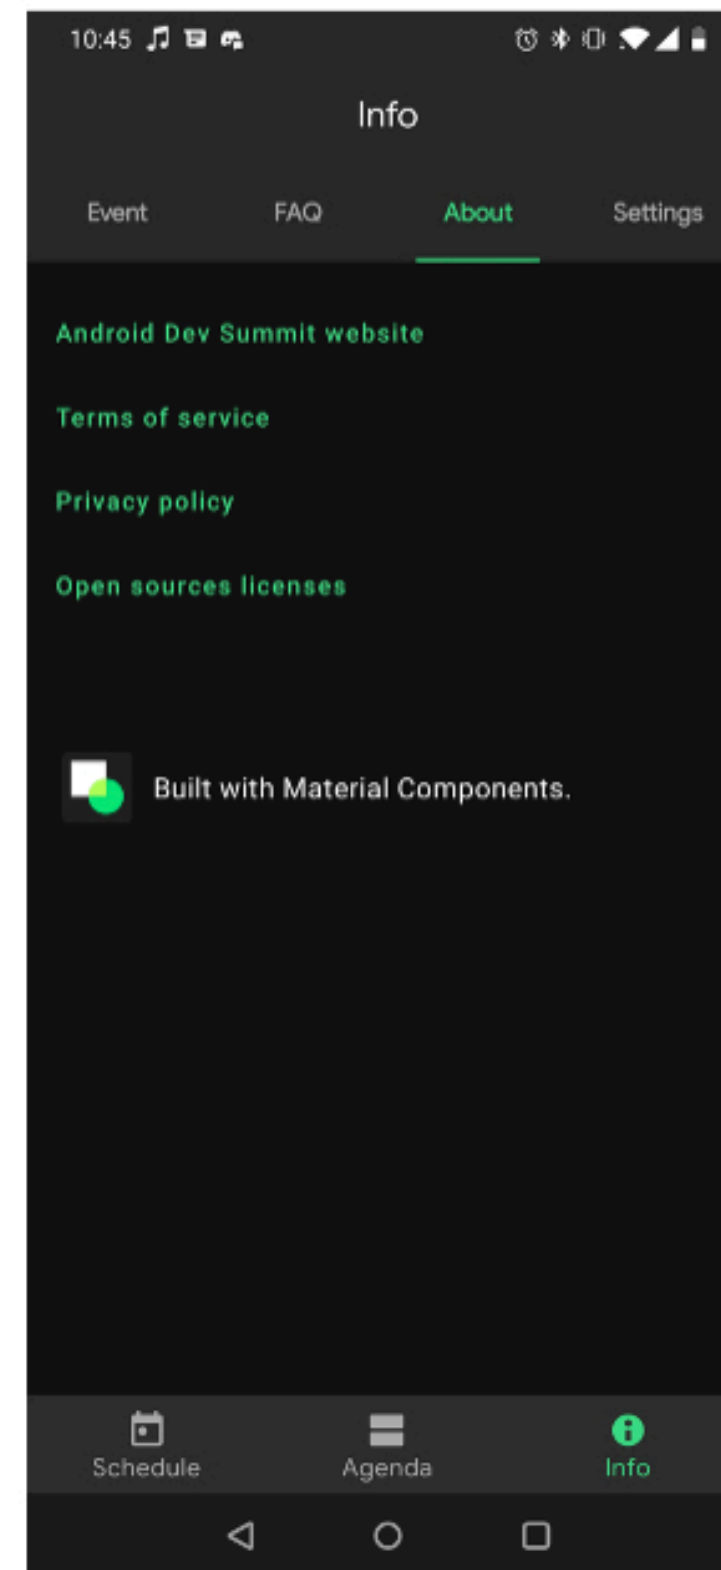 10:45
Info
Event FAQ About Settings
Android Dev Summit website
Terms of service
Privacy policy
Open sources licenses
Built with Material Components.
Schedule Agenda Info